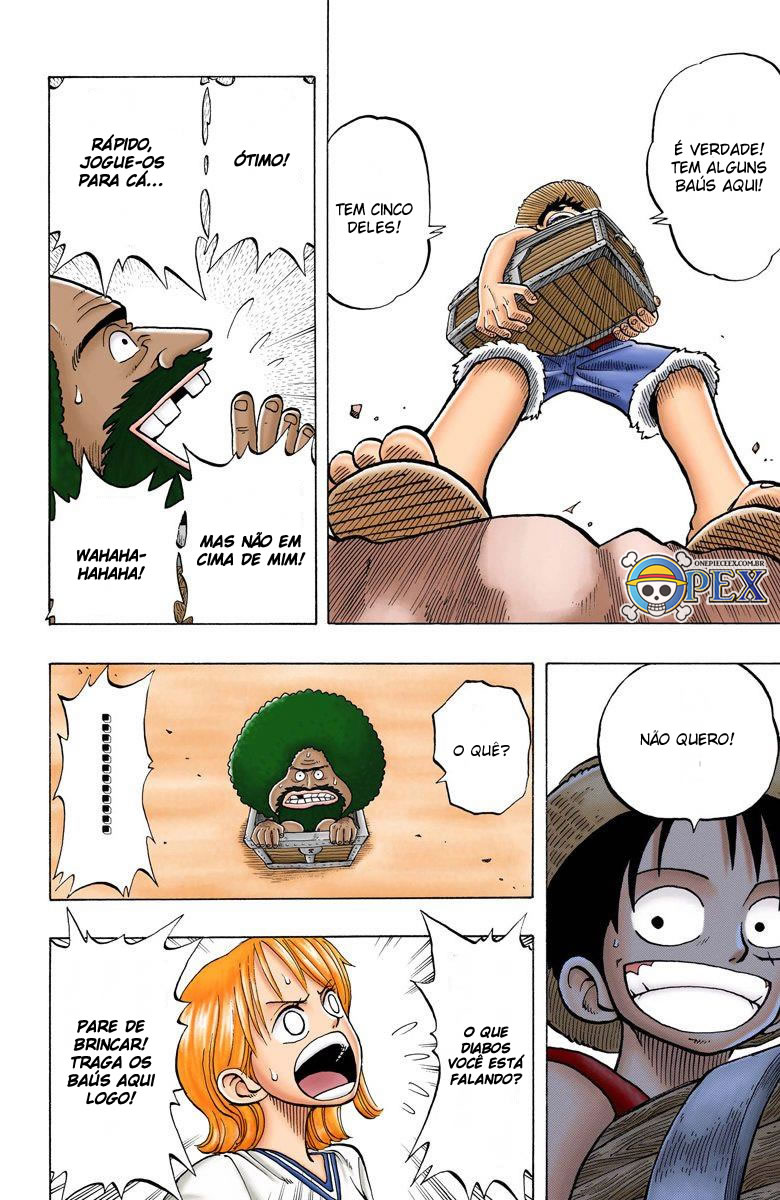 É VERDADE!
TEM ALGUNS
BAÚS AQUI!
TEM CINCO
DELES!
ÓTIMO!
RÁPIDO,
JOGUE-OS
PARA CÁ...
MAS NÃO EM
CIMA DE MIM!
WAHAHA-
HAHAHA!
ONEPIECEEX.COM.BR
OPEX
NÃO QUERO!
O QUÊ?
O QUE
DIABOS
VOCÊ ESTÁ
FALANDO?
PARE DE
BRINCAR!
TRAGA OS
BAÚS AQUI
LOGO!